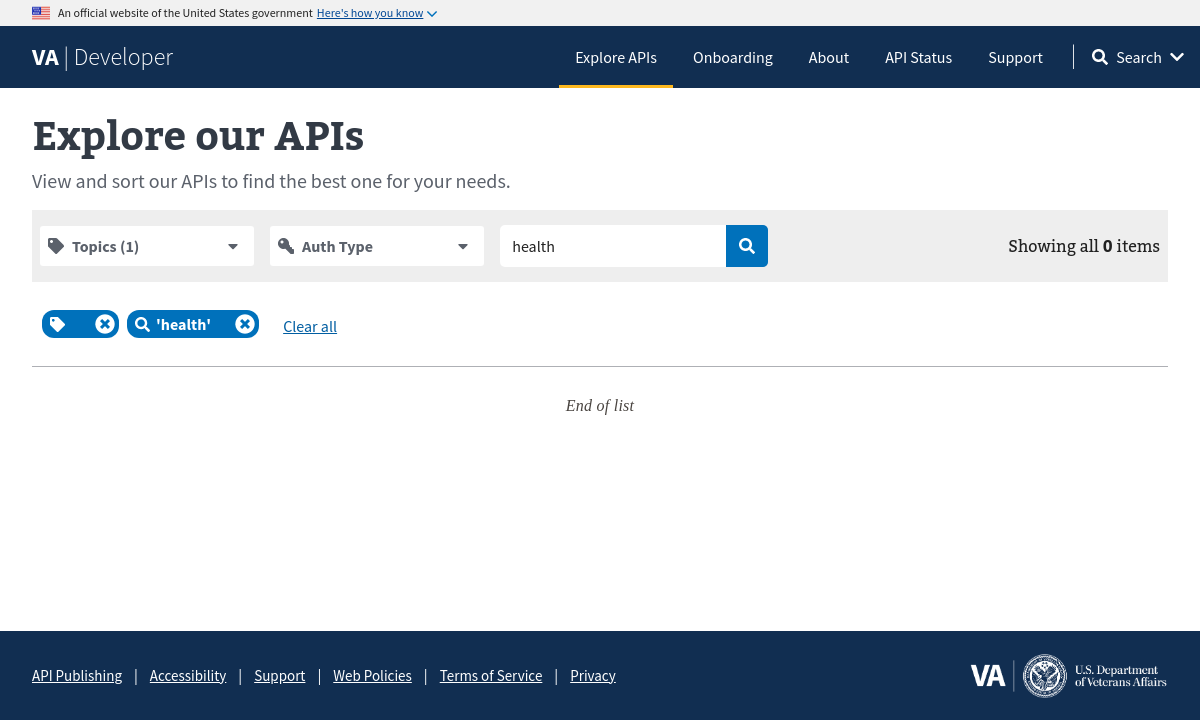 An official website of the United States government Here's how you know
VA | Developer
Explore APIs
Onboarding
About
API Status
Support
Search
Explore our APIs
View and sort our APIs to find the best one for your needs.
Topics (1)
Auth Type
health
Showing all 0 items
'health'
Clear all
End of list
API Publishing | Accessibility | Support | Web Policies | Terms of Service | Privacy
VA
U.S. Department
of Veterans Affairs